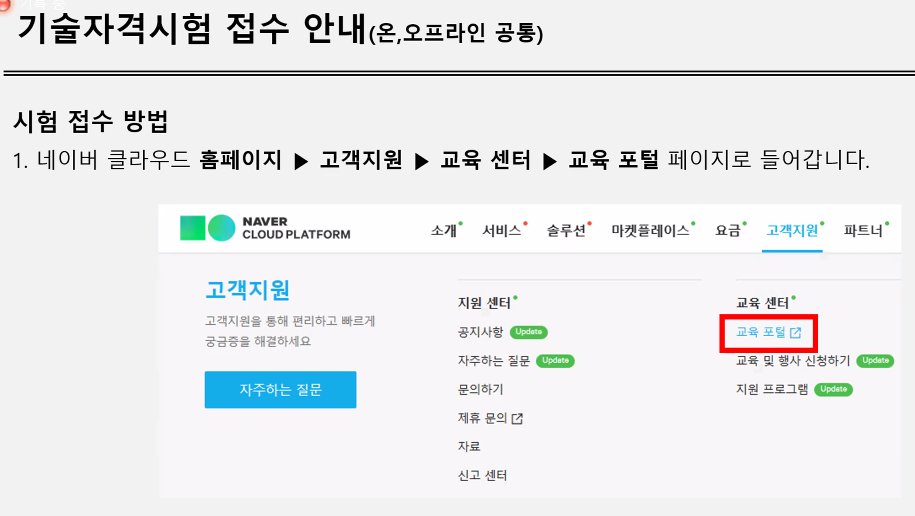 기록 중
기술자격시험 접수 안내(온,오프라인 공통)
시험 접수 방법
1. 네이버 클라우드 홈페이지 ▶ 고객지원 ▶ 교육 센터 ▶ 교육 포털 페이지로 들어갑니다.
NAVER
CLOUD PLATFORM
소개 서비스 솔루션 마켓플레이스 요금 고객지원 파트너
고객지원
고객지원을 통해 편리하고 빠르게
궁금증을 해결하세요
자주하는 질문
지원 센터
공지사항 Update
자주하는 질문 Update
문의하기
제휴 문의
자료
신고 센터
교육 센터
교육 포털
교육 및 행사 신청하기 Update
지원 프로그램 Update